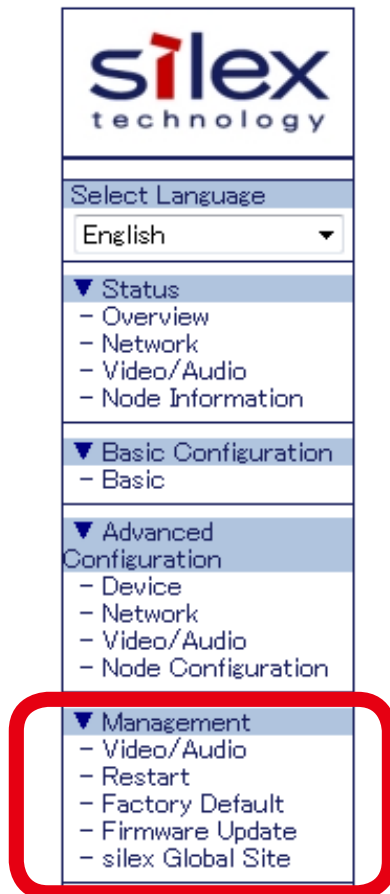 silex
technology
Select Language
English
▼ Status
- Overview
- Network
- Video/Audio
- Node Information
▼ Basic Configuration
- Basic
▼ Advanced
Configuration
- Device
- Network
- Video/Audio
- Node Configuration
▼ Management
- Video/Audio
- Restart
- Factory Default
- Firmware Update
- silex Global Site